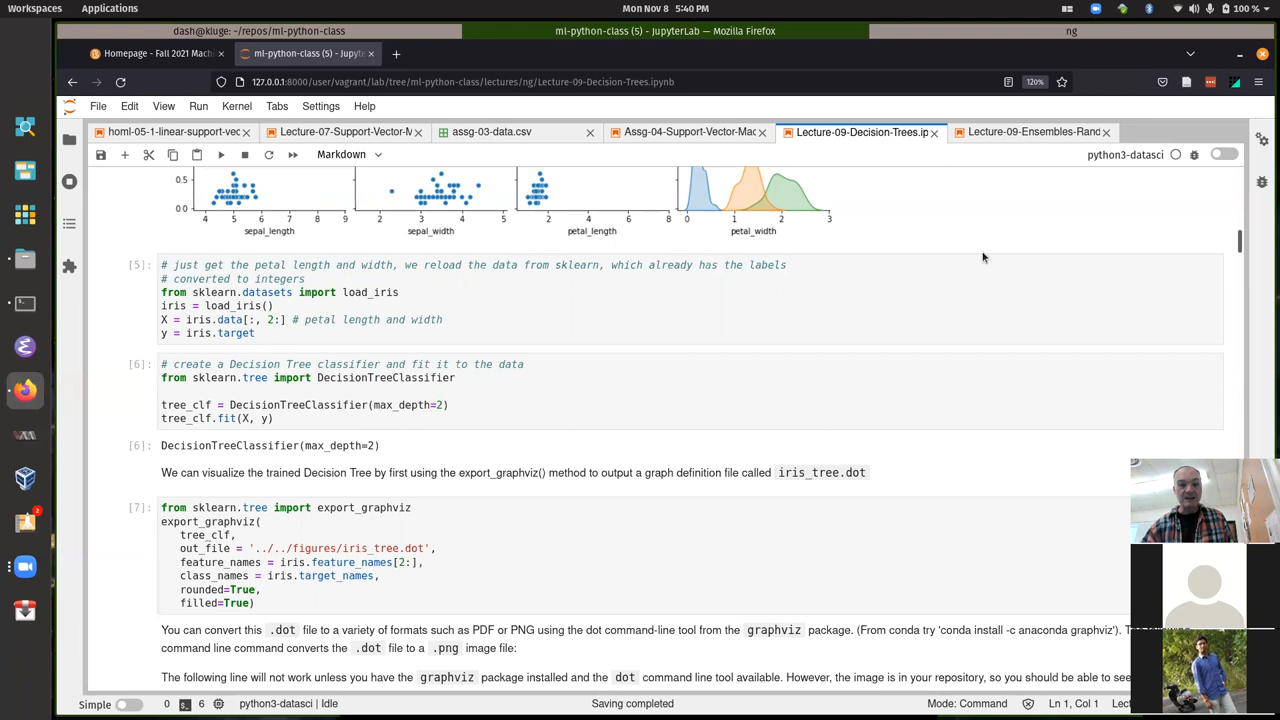 Workspaces Applications Mon Nov 8 5:40 PM 100 %
dash@kluge: ~/repos/ml-python-class ml-python-class (5) — JupyterLab — Mozilla Firefox ng
Homepage - Fall 2021 Machi ml-python-class (5) - Jupyte
127.0.0.1:8000/user/vagrant/lab/tree/ml-python-class/lectures/ng/Lecture-09-Decision-Trees.ipynb 120%
File Edit View Run Kernel Tabs Settings Help
homl-05-1-linear-support-vec Lecture-07-Support-Vector-M assg-03-data.csv Assg-04-Support-Vector-Mac Lecture-09-Decision-Trees.ip Lecture-09-Ensembles-Rand
Markdown python3-datasci
0.5
0.0
4 5 6 7 8 9 2 3 4 5 2 4 6 8 0 1 2 3
sepal_length sepal_width petal_length petal_width
[5]: # just get the petal length and width, we reload the data from sklearn, which already has the labels
# converted to integers
from sklearn.datasets import load_iris
iris = load_iris()
X = iris.data[:, 2:] # petal length and width
y = iris.target
[6]: # create a Decision Tree classifier and fit it to the data
from sklearn.tree import DecisionTreeClassifier
tree_clf = DecisionTreeClassifier(max_depth=2)
tree_clf.fit(X, y)
[6]: DecisionTreeClassifier(max_depth=2)
We can visualize the trained Decision Tree by first using the export_graphviz() method to output a graph definition file called iris_tree.dot
[7]: from sklearn.tree import export_graphviz
export_graphviz(
tree_clf,
out_file = '../../figures/iris_tree.dot',
feature_names = iris.feature_names[2:],
class_names = iris.target_names,
rounded=True,
filled=True)
You can convert this .dot file to a variety of formats such as PDF or PNG using the dot command-line tool from the graphviz package. (From conda try 'conda install -c anaconda graphviz').
command line command converts the .dot file to a .png image file:
The following line will not work unless you have the graphviz package installed and the dot command line tool available. However, the image is in your repository, so you should be able to see
Simple 0 6 python3-datasci | Idle Saving completed Mode: Command Ln 1, Col 1 Lect
2